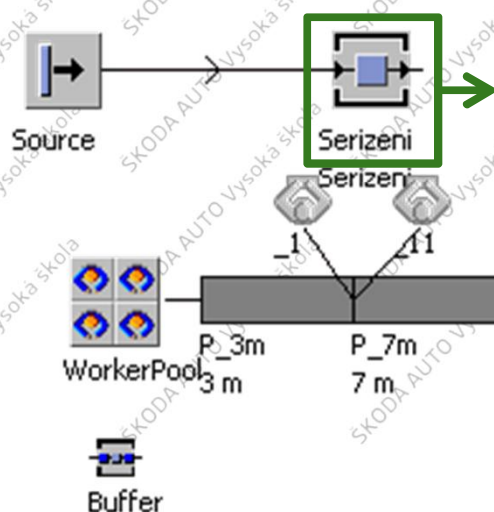 Source
Serizeni
Serizeni
_1
_11
P_3m
P_7m
WorkerPool
3 m
7 m
Buffer
ŠKODA AUTO Vysoká škola